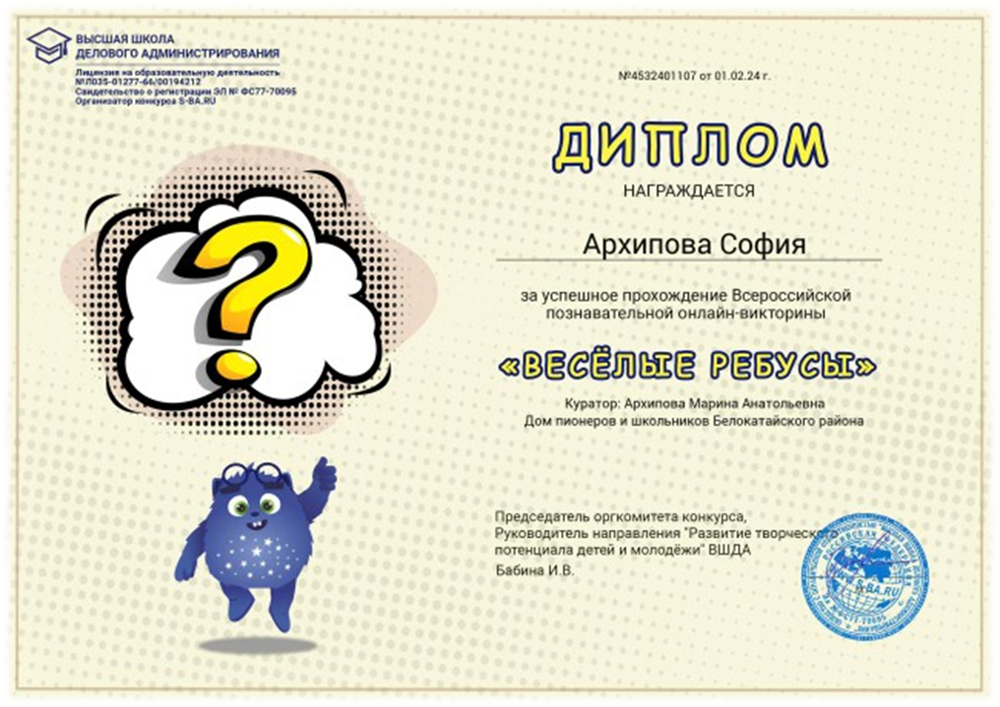 ВЫСШАЯ ШКОЛА
ДЕЛОВОГО АДМИНИСТРИРОВАНИЯ
Лицензия на образовательную деятельность
№Л035-01277-66/00194212
Свидетельство о регистрации ЭЛ № ФС77-70095
Организатор конкурса S-BA.RU
№4532401107 от 01.02.24 г.
ДИПЛОМ
НАГРАЖДАЕТСЯ
Архипова София
за успешное прохождение Всероссийской
познавательной онлайн-викторины
«ВЕСЁЛЫЕ РЕБУСЫ»
Куратор: Архипова Марина Анатольевна
Дом пионеров и школьников Белокатайского района
Председатель оргкомитета конкурса,
Руководитель направления "Развитие творческого
потенциала детей и молодёжи" ВШДА
Бабина И.В.
S-BA.RU
?